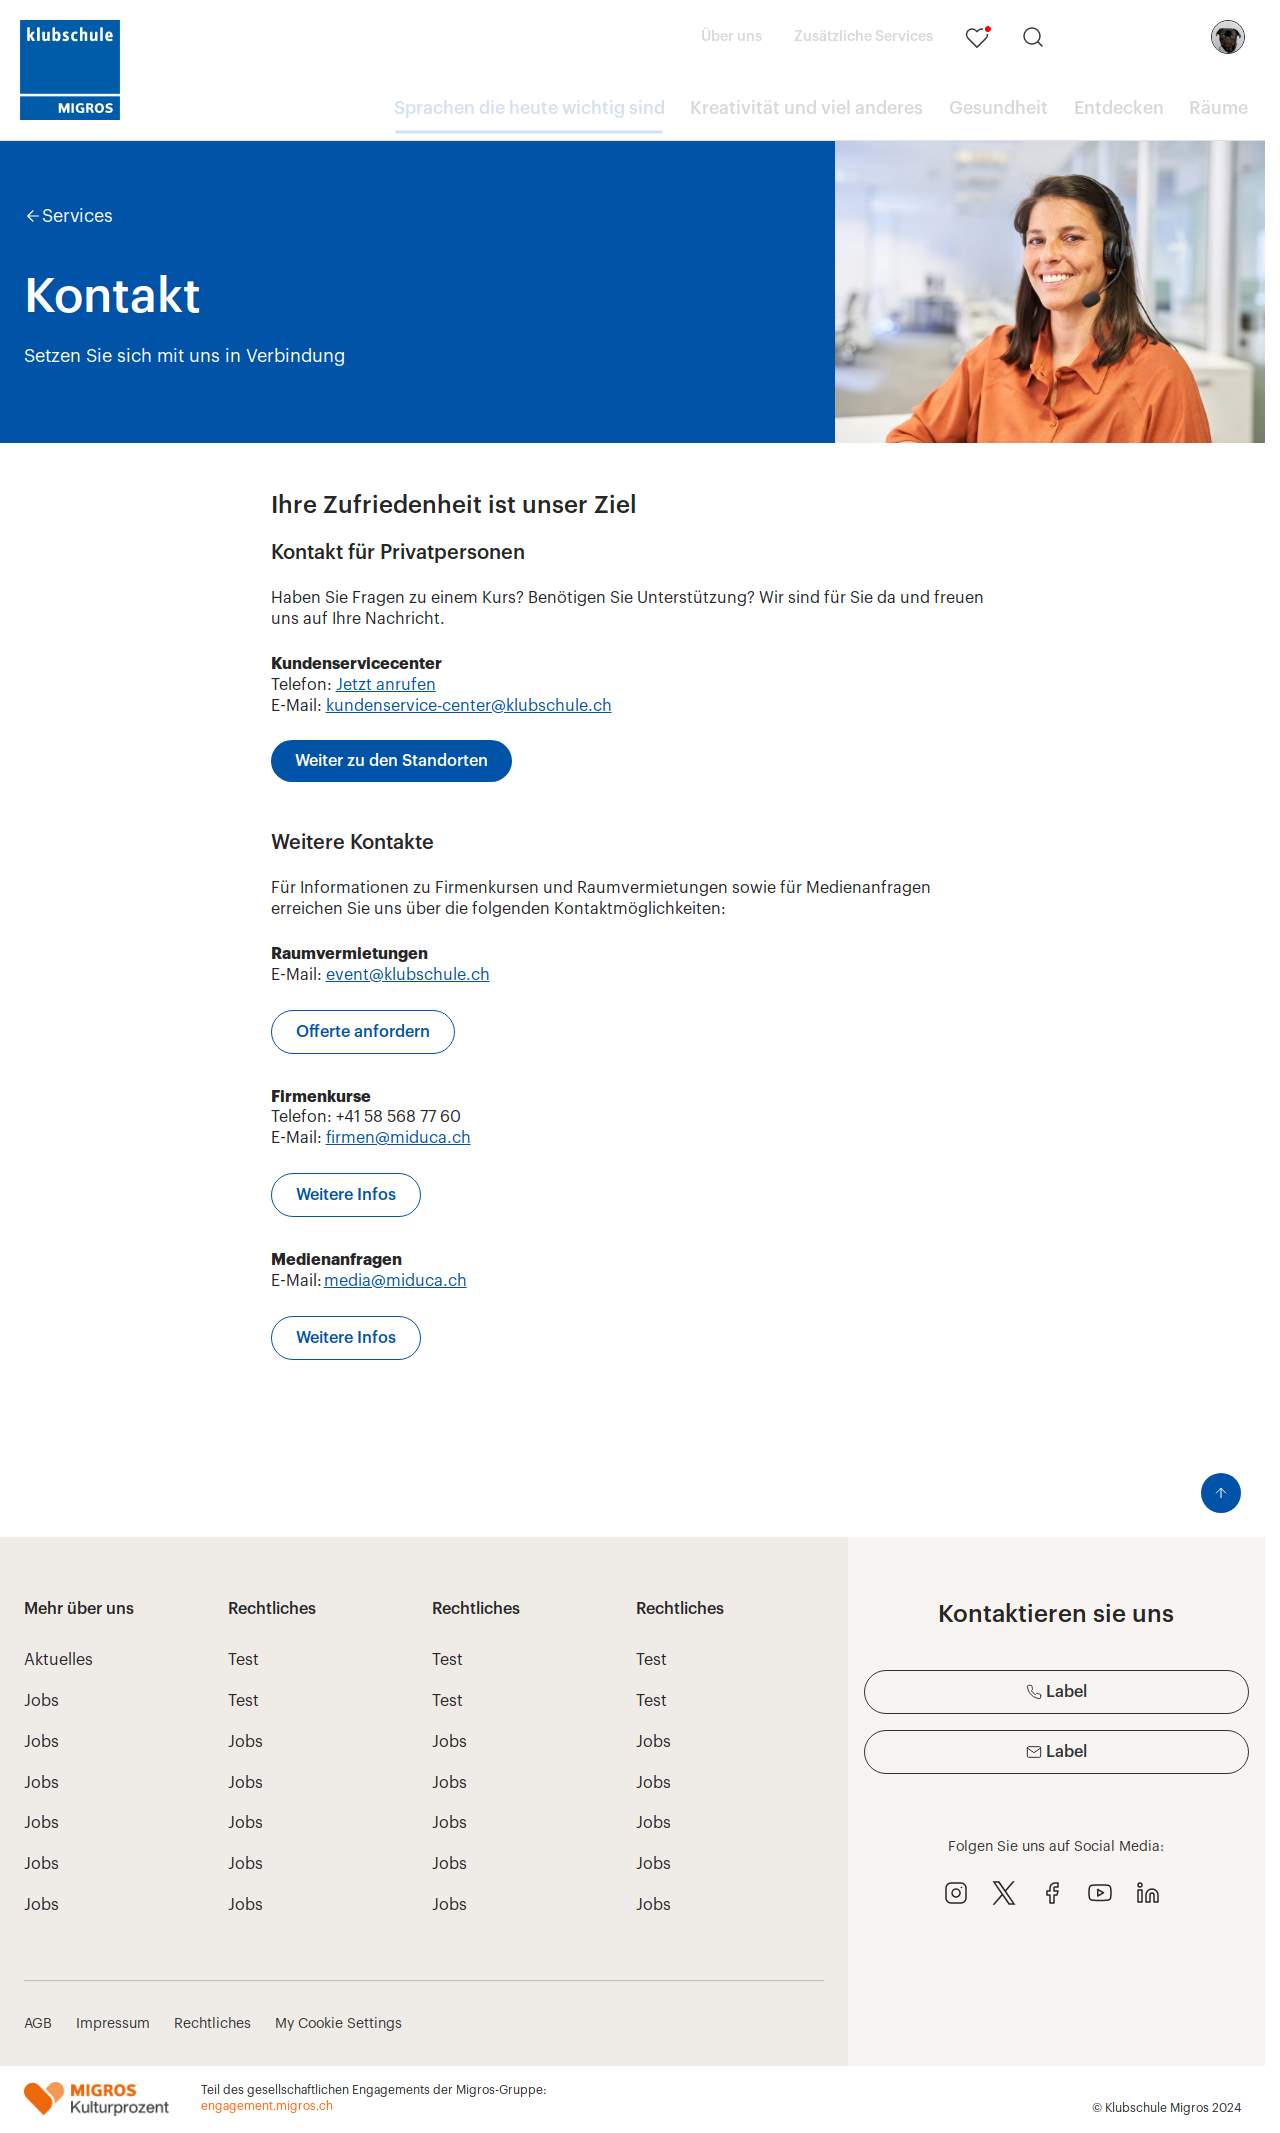 klubschule
MIGROS
Über uns
Zusätzliche Services
Sprachen die heute wichtig sind
Kreativität und viel anderes
Gesundheit
Entdecken
Räume
Services
Kontakt
Setzen Sie sich mit uns in Verbindung
Ihre Zufriedenheit ist unser Ziel
Kontakt für Privatpersonen
Haben Sie Fragen zu einem Kurs? Benötigen Sie Unterstützung? Wir sind für Sie da und freuen
uns auf Ihre Nachricht.
Kundenservicecenter
Telefon: Jetzt anrufen
E-Mail: kundenservice-center@klubschule.ch
Weiter zu den Standorten
Weitere Kontakte
Für Informationen zu Firmenkursen und Raumvermietungen sowie für Medienanfragen
erreichen Sie uns über die folgenden Kontaktmöglichkeiten:
Raumvermietungen
E-Mail: event@klubschule.ch
Offerte anfordern
Firmenkurse
Telefon: +41 58 568 77 60
E-Mail: firmen@miduca.ch
Weitere Infos
Medienanfragen
E-Mail: media@miduca.ch
Weitere Infos
Mehr über uns
Aktuelles
Jobs
Jobs
Jobs
Jobs
Jobs
Jobs
Rechtliches
Test
Test
Jobs
Jobs
Jobs
Jobs
Jobs
Rechtliches
Test
Test
Jobs
Jobs
Jobs
Jobs
Jobs
Rechtliches
Test
Test
Jobs
Jobs
Jobs
Jobs
Jobs
Kontaktieren sie uns
Label
Label
Folgen Sie uns auf Social Media:
AGB
Impressum
Rechtliches
My Cookie Settings
MIGROS
Kulturprozent
Teil des gesellschaftlichen Engagements der Migros-Gruppe:
engagement.migros.ch
© Klubschule Migros 2024